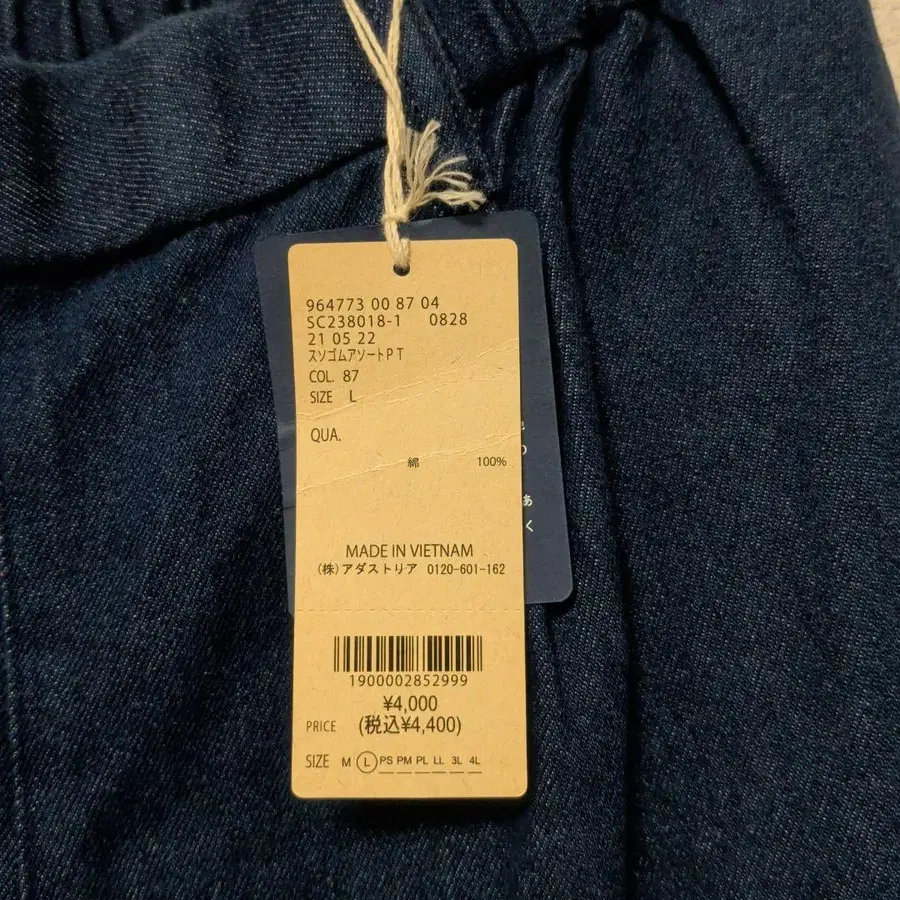 964773 00 87 04
SC238018-1 0828
21 05 22
スソゴムアソートPT
COL. 87
SIZE L
QUA.
綿 100%
MADE IN VIETNAM
(株)アダストリア 0120-601-162
1900002852999
¥4,000
PRICE (税込¥4,400)
SIZE M L PS PM PL LL 3L 4L
あ
く